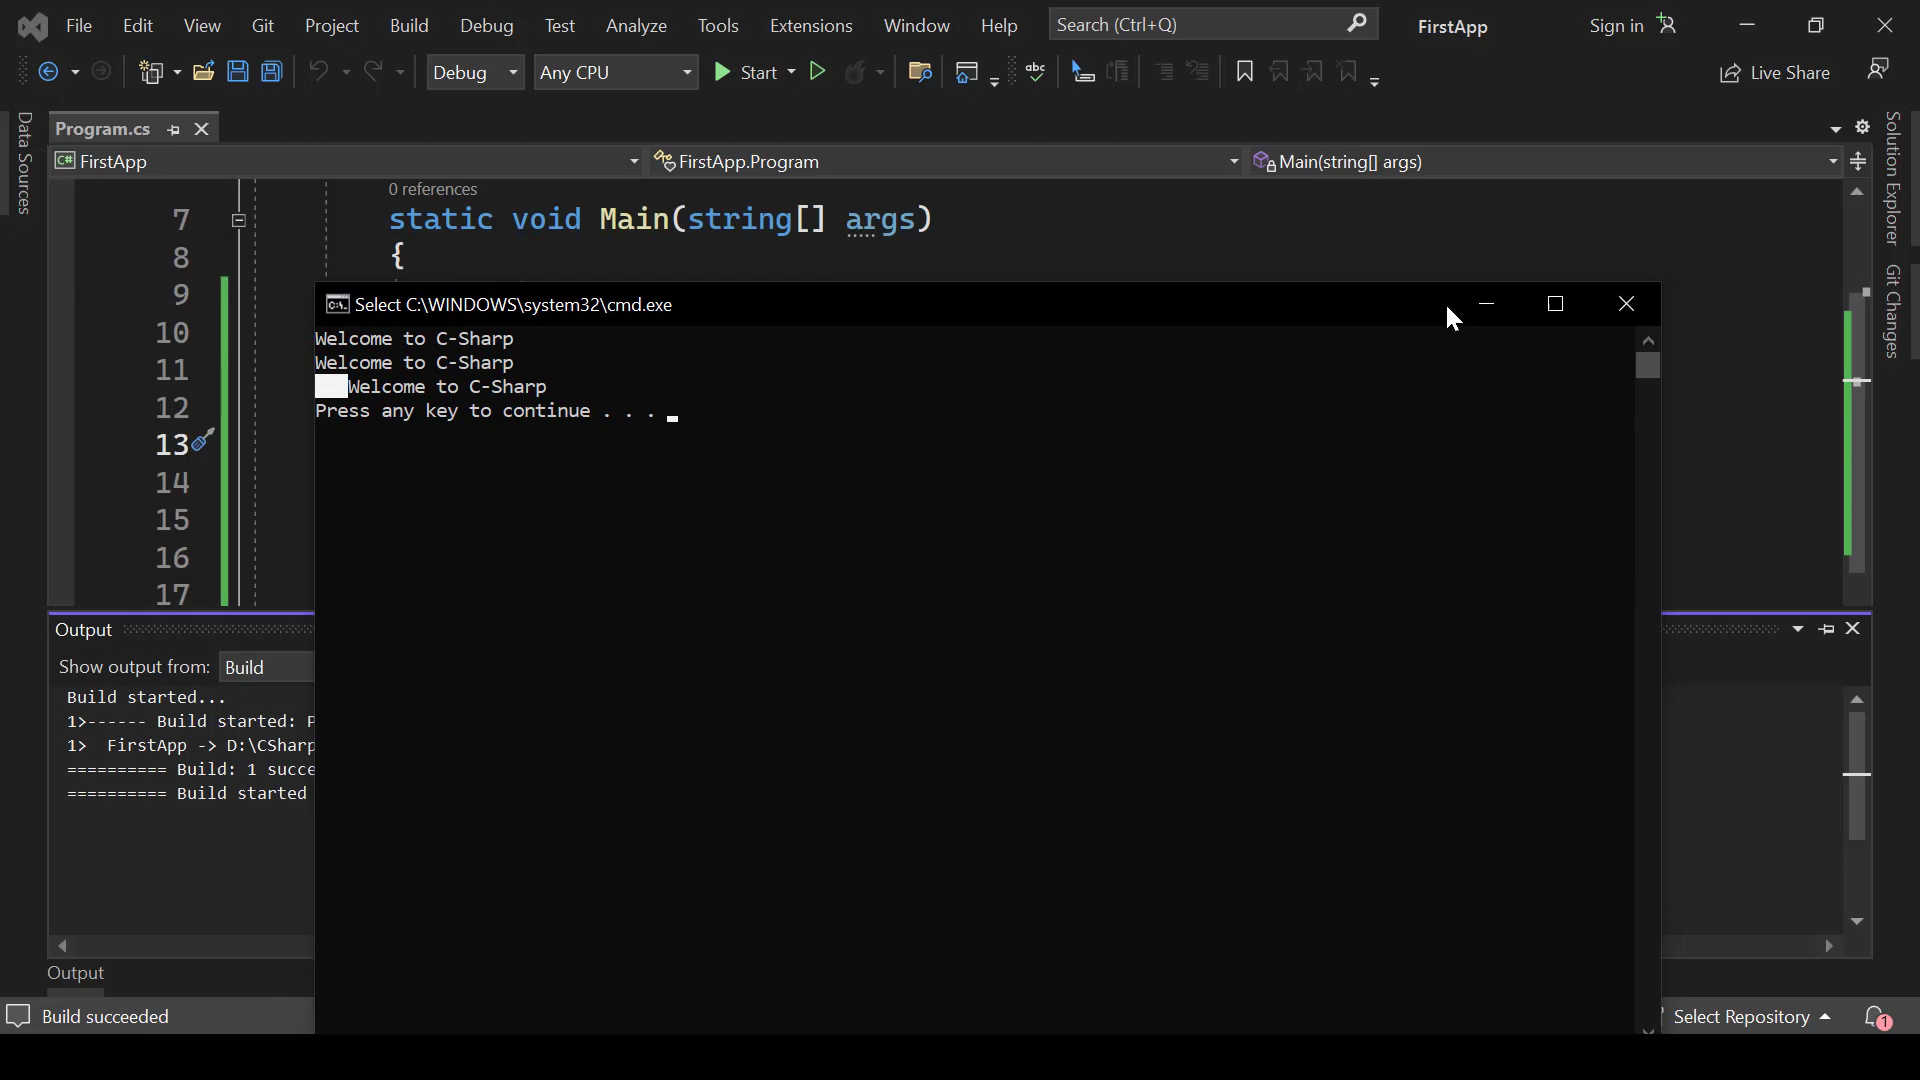 File Edit View Git Project Build Debug Test Analyze Tools Extensions Window Help Search (Ctrl+Q) FirstApp Sign in
Debug Any CPU Start abc Live Share
Data Sources
Program.cs
C# FirstApp FirstApp.Program Main(string[] args)
0 references
7 static void Main(string[] args)
8 {
9
10
11
12
13
14
15
16
17
Select C:\WINDOWS\system32\cmd.exe
Welcome to C-Sharp
Welcome to C-Sharp
Welcome to C-Sharp
Press any key to continue . . .
Solution Explorer
Git Changes
Output
Show output from: Build
Build started...
1>------ Build started: P
1> FirstApp -> D:\CSharp
========== Build: 1 succe
========== Build started
Output
Build succeeded
Select Repository 1